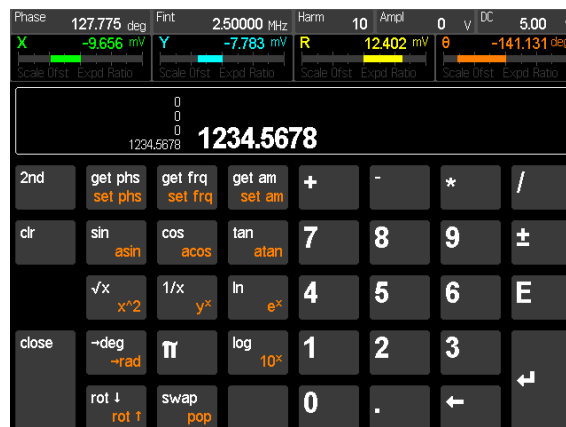 Phase 127.775 deg Fint 2.50000 MHz Harm 10 Ampl 0 V DC 5.00 V
X -9.656 mV Y -7.783 mV R 12.402 mV θ -141.131 deg
Scale Ofst Expd Ratio Scale Ofst Expd Ratio Scale Ofst Expd Ratio Scale Ofst Expd Ratio
0
0
0
1234.5678 1234.5678
2nd get phs get frq get am + - * /
set phs set frq set am
clr sin cos tan 7 8 9 ±
asin acos atan
√x 1/x ln 4 5 6 E
x^2 yˣ eˣ
close →deg π log 1 2 3 ↵
→rad 10ˣ
rot ↓ swap 0 . ←
rot ↑ pop